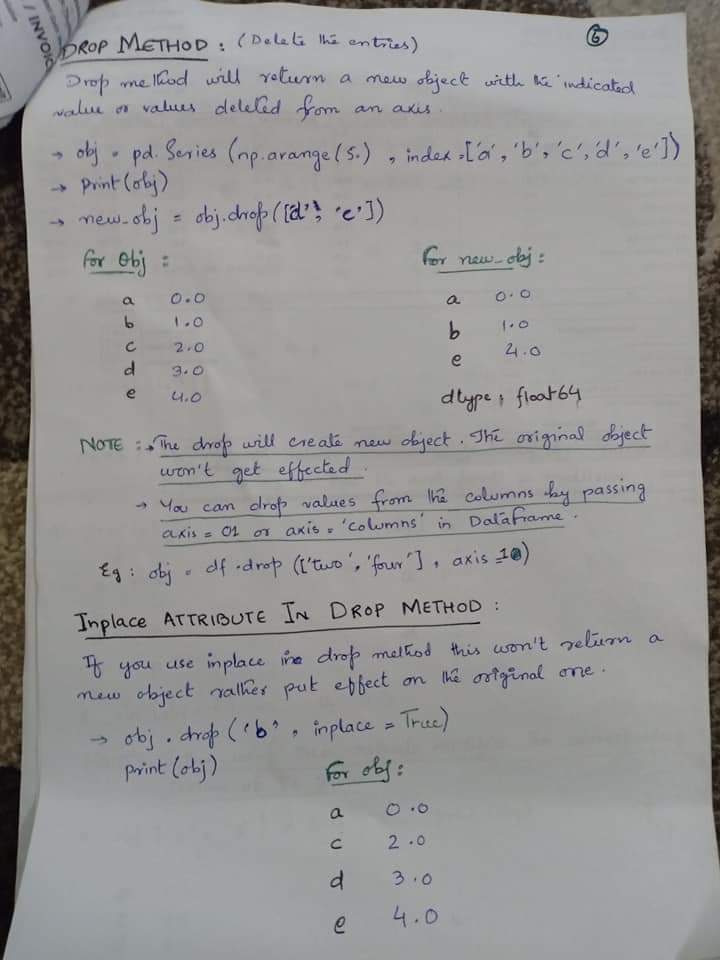 / INVOIC
6
DROP METHOD : (Delete the entries)
Drop method will return a new object with the indicated
value or values deleted from an axis.
→ obj = pd. Series (np.arange(5.) , index=['a', 'b', 'c', 'd', 'e'])
→ Print(obj)
→ new_obj = obj.drop(['d', 'c'])
For Obj :
a 0.0
b 1.0
c 2.0
d 3.0
e 4.0
For new_obj :
a 0.0
b 1.0
e 4.0
dtype : float64
NOTE : → The drop will create new object. The original object
won't get effected.
→ You can drop values from the columns by passing
axis = 01 or axis = 'columns' in Dataframe.
Eg : obj = df.drop (['two', 'four'] , axis =1)
Inplace ATTRIBUTE IN DROP METHOD :
If you use inplace in drop method this won't return a
new object rather put effect on the original one.
→ obj . drop ('b' , inplace = True)
print (obj)
For obj :
a 0.0
c 2.0
d 3.0
e 4.0